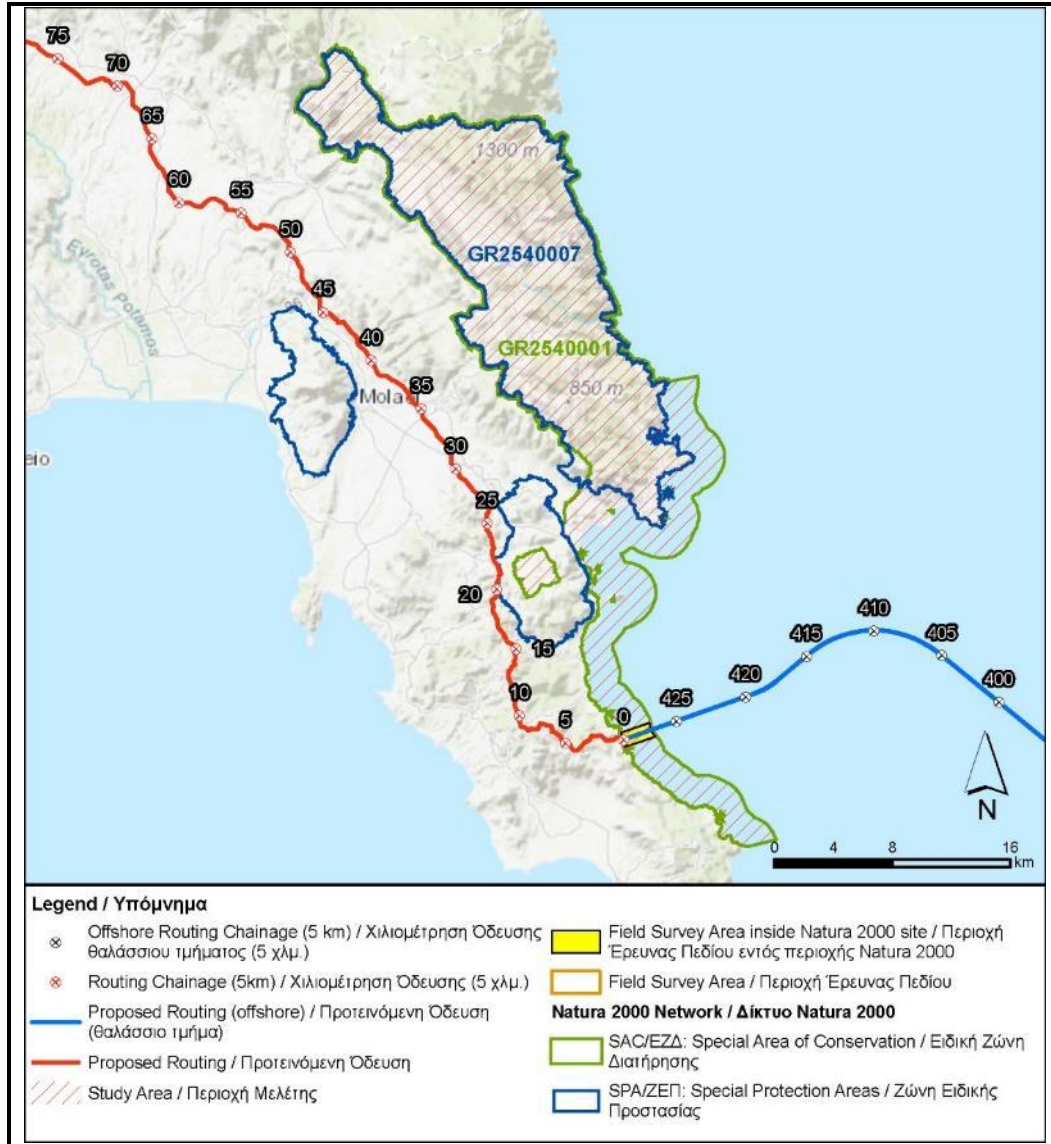 75
70
65
60
55
50
45
40
35
30
25
20
15
10
5
0
425
420
415
410
405
400
1300 m
GR2540007
GR2540001
850 m
Eyrotas Potamos
Mola
eio
N
0 4 8 16
km
Legend / Υπόμνημα
Offshore Routing Chainage (5 km) / Χιλιομέτρηση Όδευσης
θαλάσσιου τμήματος (5 χλμ.)
Routing Chainage (5km) / Χιλιομέτρηση Όδευσης (5 χλμ.)
Proposed Routing (offshore) / Προτεινόμενη Όδευση
(θαλάσσιο τμήμα)
Proposed Routing / Προτεινόμενη Όδευση
Study Area / Περιοχή Μελέτης
Field Survey Area inside Natura 2000 site / Περιοχή
Έρευνας Πεδίου εντός περιοχής Natura 2000
Field Survey Area / Περιοχή Έρευνας Πεδίου
Natura 2000 Network / Δίκτυο Natura 2000
SAC/ΕΖΔ: Special Area of Conservation / Ειδική Ζώνη
Διατήρησης
SPA/ΖΕΠ: Special Protection Areas / Ζώνη Ειδικής
Προστασίας